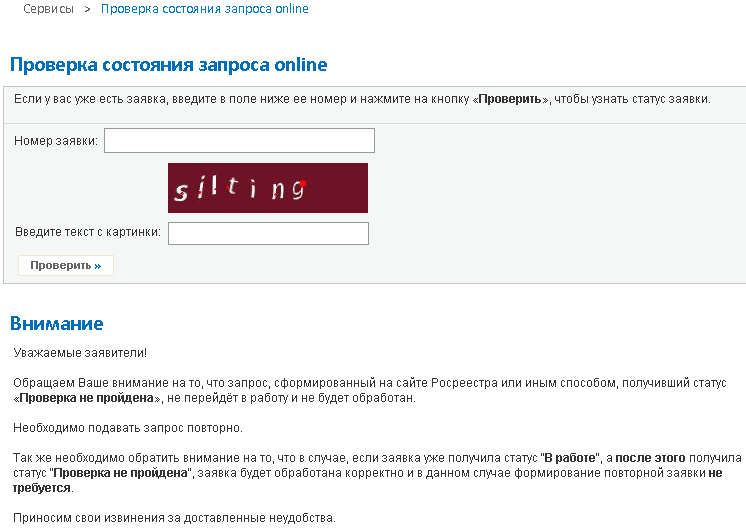 Сервисы > Проверка состояния запроса online
Проверка состояния запроса online
Если у вас уже есть заявка, введите в поле ниже ее номер и нажмите на кнопку «Проверить», чтобы узнать статус заявки.
Номер заявки:
silting
Введите текст с картинки:
Проверить »
Внимание
Уважаемые заявители!
Обращаем Ваше внимание на то, что запрос, сформированный на сайте Росреестра или иным способом, получивший статус
«Проверка не пройдена», не перейдёт в работу и не будет обработан.
Необходимо подавать запрос повторно.
Так же необходимо обратить внимание на то, что в случае, если заявка уже получила статус "В работе", а после этого получила
статус "Проверка не пройдена", заявка будет обработана корректно и в данном случае формирование повторной заявки не
требуется.
Приносим свои извинения за доставленные неудобства.